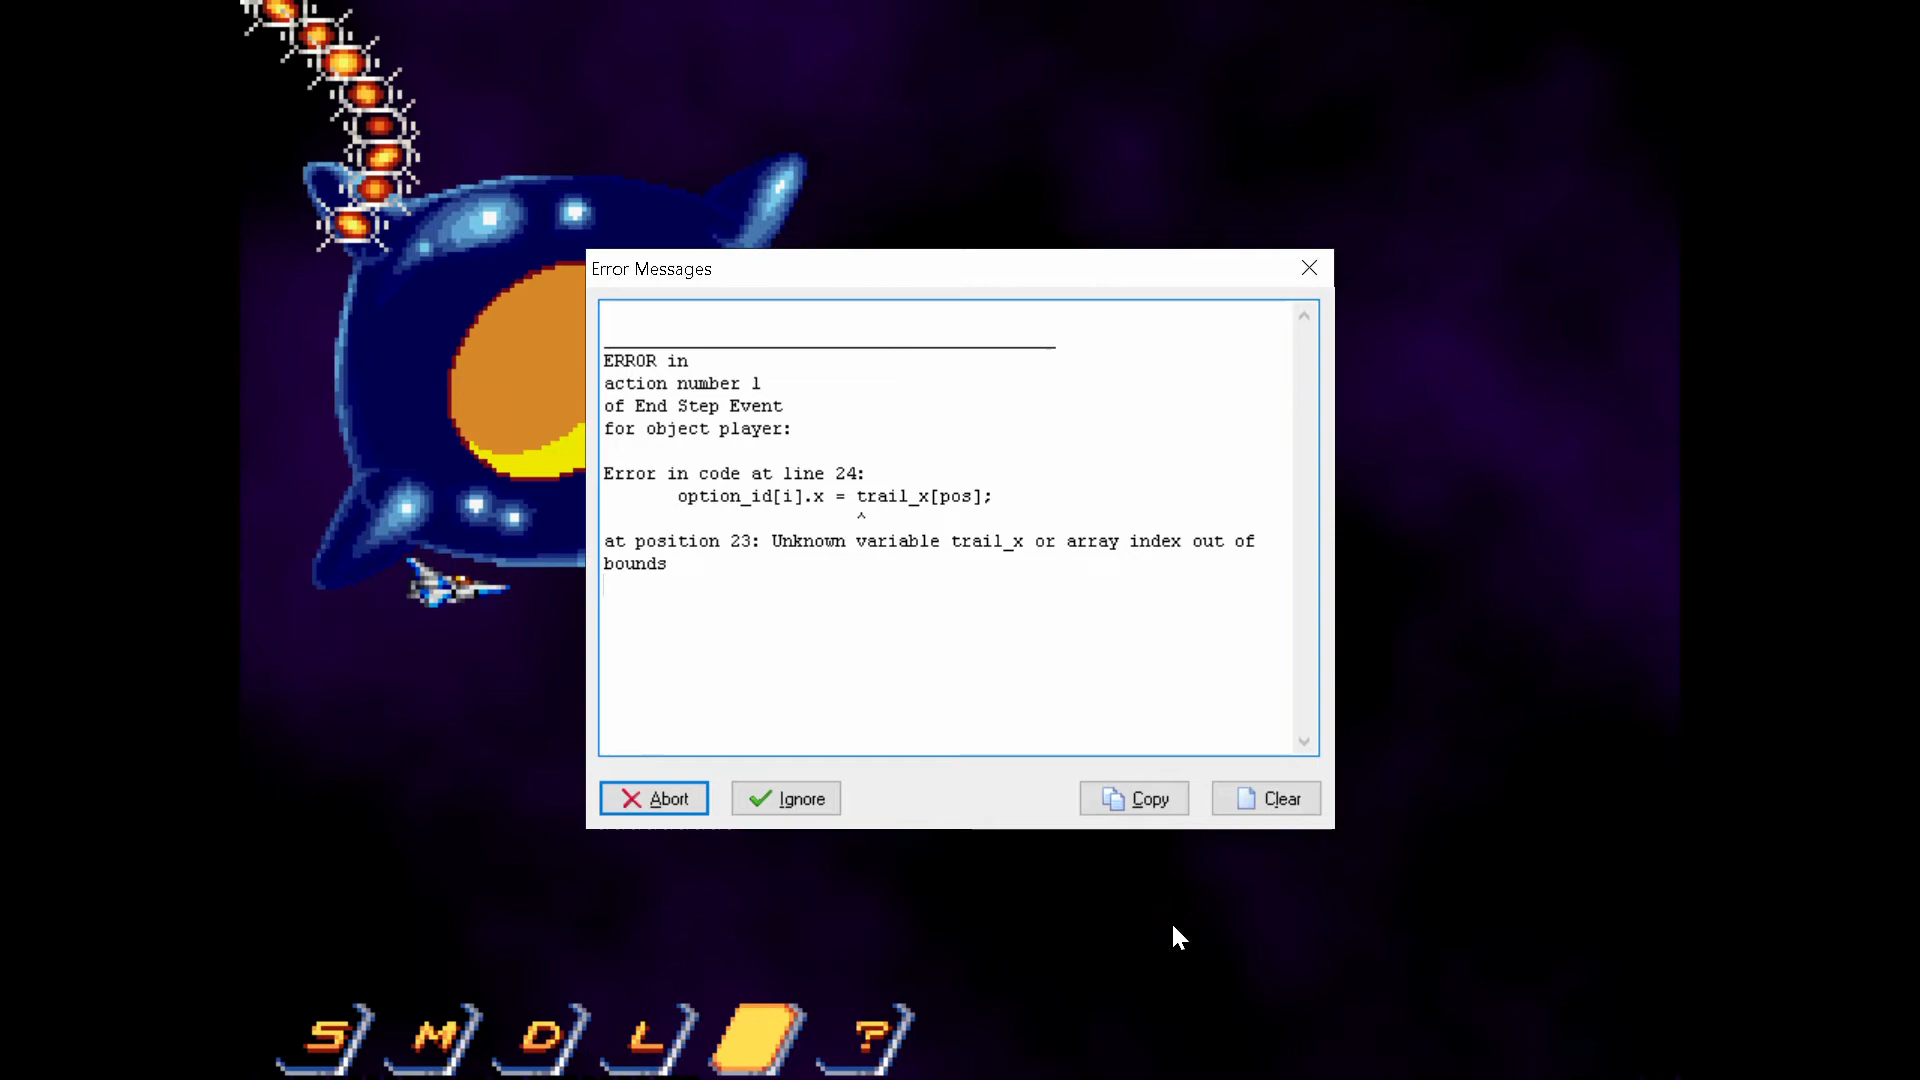 Error Messages
ERROR in
action number 1
of End Step Event
for object player:
Error in code at line 24:
option_id[i].x = trail_x[pos];
^
at position 23: Unknown variable trail_x or array index out of
bounds
Abort Ignore Copy Clear
S M D L ?